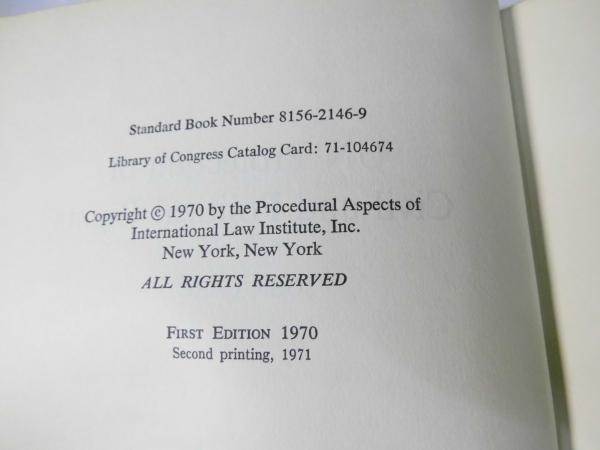 Standard Book Number 8156-2146-9
Library of Congress Catalog Card: 71-104674
Copyright © 1970 by the Procedural Aspects of
International Law Institute, Inc.
New York, New York
ALL RIGHTS RESERVED
FIRST EDITION 1970
Second printing, 1971